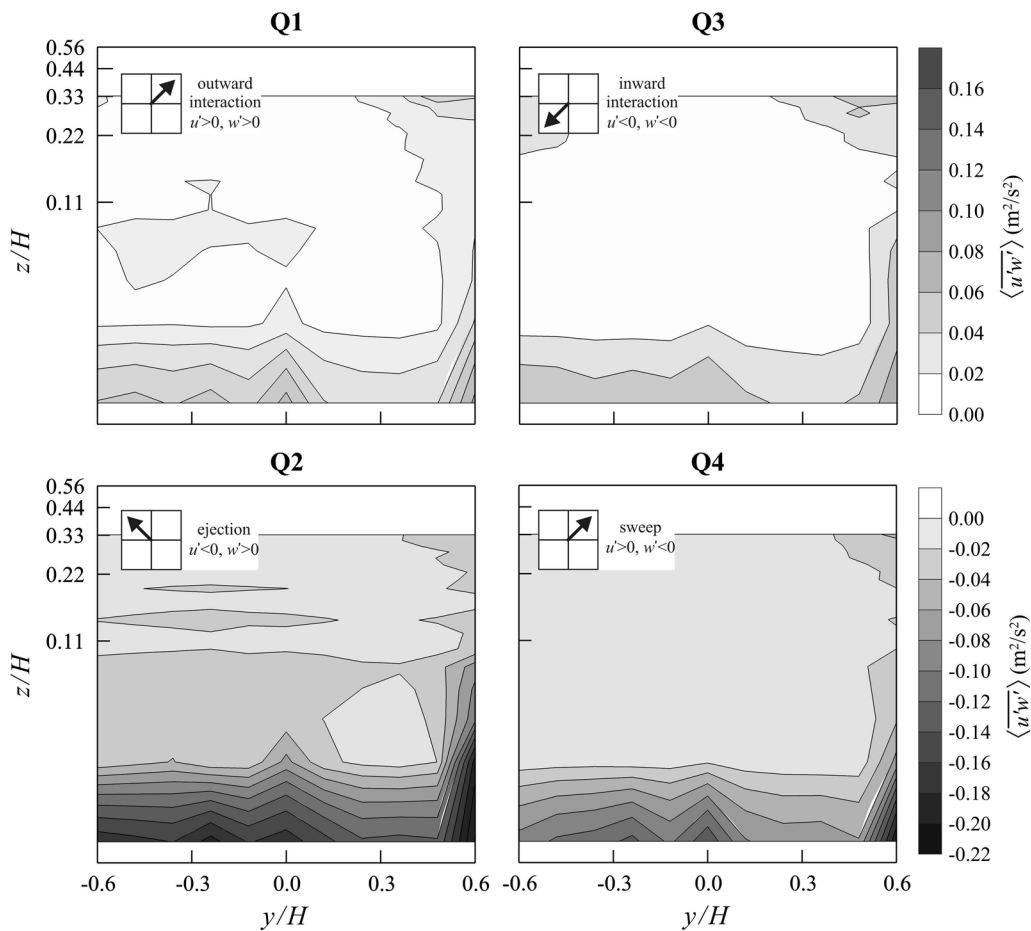 Q1
Q3
0.56
0.44
0.33
0.22
0.11
z/H
outward
interaction
u'>0, w'>0
inward
interaction
u'<0, w'<0
0.16
0.14
0.12
0.10
0.08
0.06
0.04
0.02
0.00
⟨u'w'⟩ (m²/s²)
Q2
Q4
0.56
0.44
0.33
0.22
0.11
z/H
ejection
u'<0, w'>0
sweep
u'>0, w'<0
0.00
-0.02
-0.04
-0.06
-0.08
-0.10
-0.12
-0.14
-0.16
-0.18
-0.20
-0.22
⟨u'w'⟩ (m²/s²)
-0.6 -0.3 0.0 0.3 0.6
-0.6 -0.3 0.0 0.3 0.6
y/H
y/H